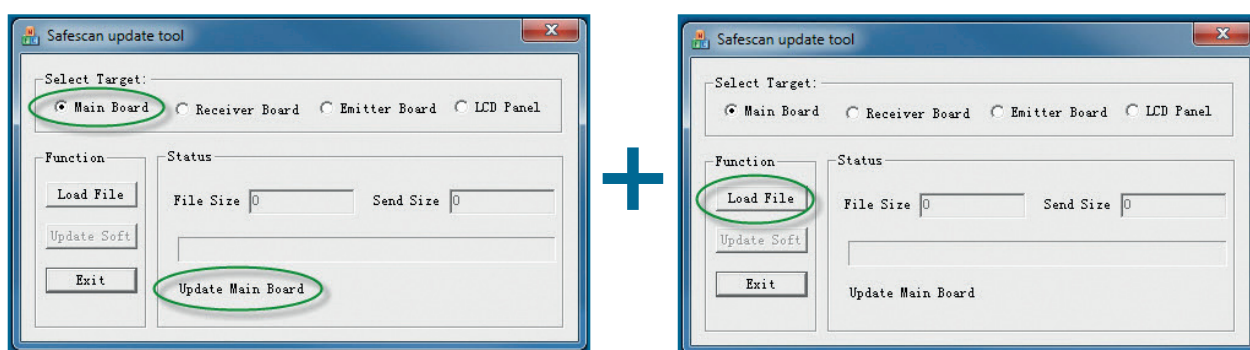 Safescan update tool
Select Target:
Main Board Receiver Board Emitter Board LCD Panel
Function
Status
Load File
File Size 0 Send Size 0
Update Soft
Exit
Update Main Board
+
Safescan update tool
Select Target:
Main Board Receiver Board Emitter Board LCD Panel
Function
Status
Load File
File Size 0 Send Size 0
Update Soft
Exit
Update Main Board